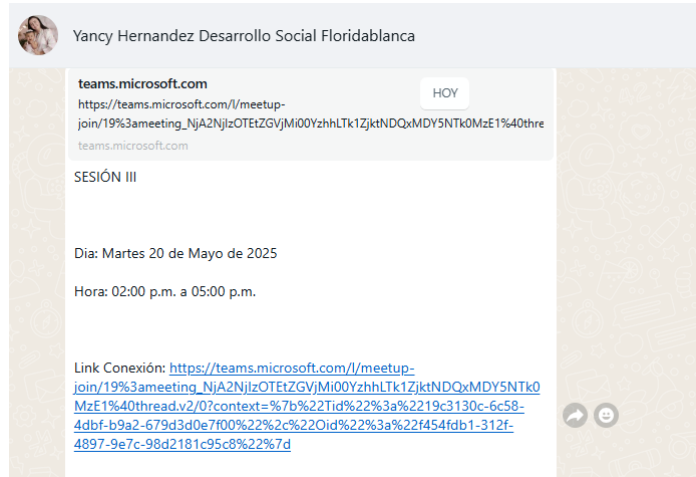 Yancy Hernandez Desarrollo Social Floridablanca
teams.microsoft.com
HOY
https://teams.microsoft.com/l/meetup-
join/19%3ameeting_NjA2NjIzOTEtZGVjMi00YzhhLTk1ZjktNDQxMDY5NTk0MzE1%40thre
teams.microsoft.com
SESIÓN III
Dia: Martes 20 de Mayo de 2025
Hora: 02:00 p.m. a 05:00 p.m.
Link Conexión: https://teams.microsoft.com/l/meetup-
join/19%3ameeting_NjA2NjIzOTEtZGVjMi00YzhhLTk1ZjktNDQxMDY5NTk0
MzE1%40thread.v2/0?context=%7b%22Tid%22%3a%2219c3130c-6c58-
4dbf-b9a2-679d3d0e7f00%22%2c%22Oid%22%3a%22f454fdb1-312f-
4897-9e7c-98d2181c95c8%22%7d